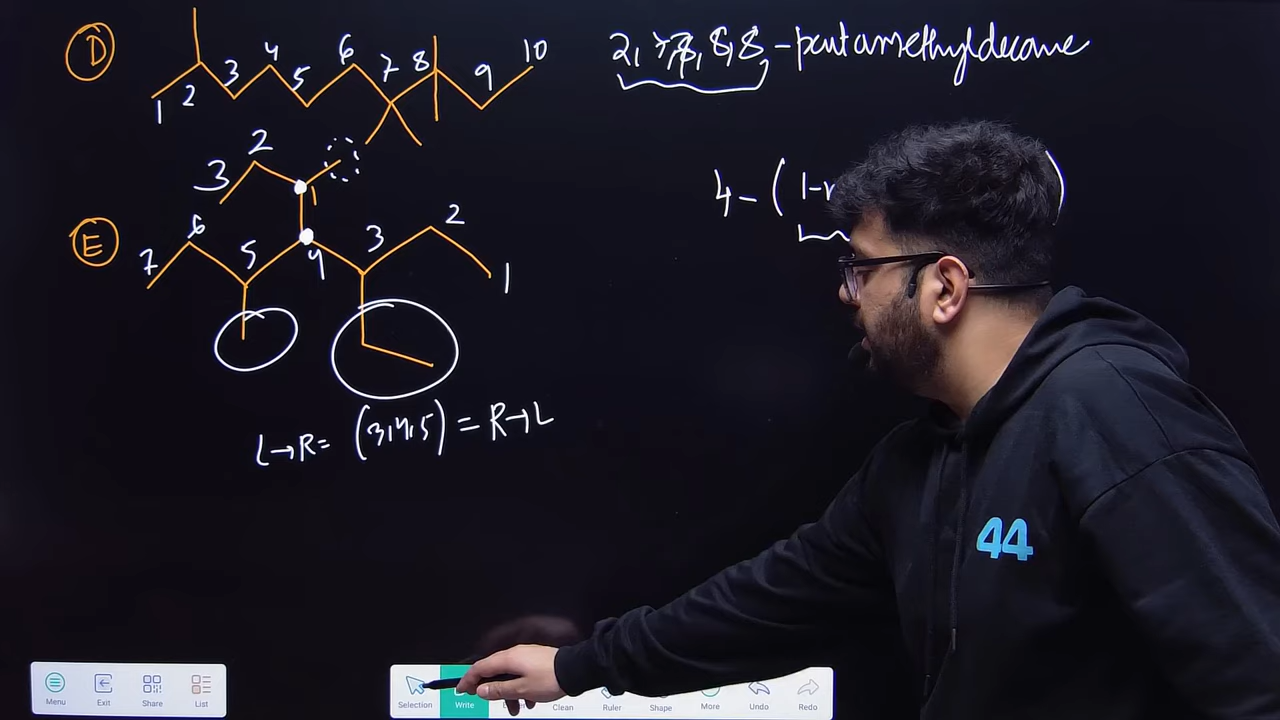 D
1 2 3 4 5 6 7 8 9 10
2, 7,7, 8, 8 - pentamethyldecane
3 2 1
4 - (1-
E
7 6 5 4 3 2 1
L→R = (3,4,5) = R→L
44
Menu Exit Share List
Selection Write Clean Ruler Shape More Undo Redo